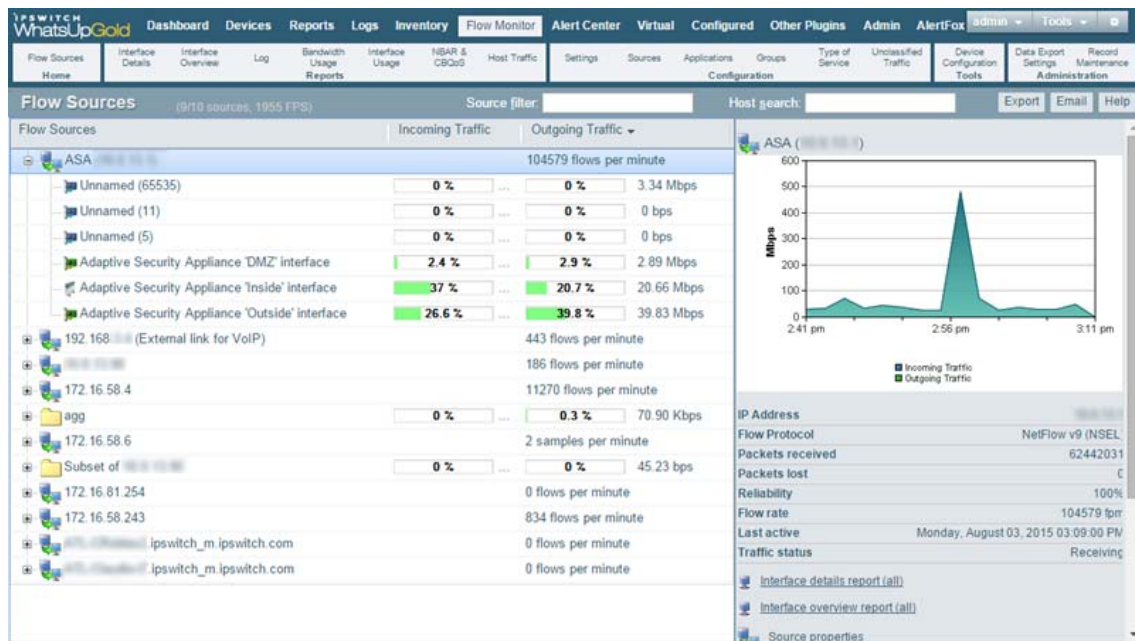 IPSWITCH
WhatsUpGold
Dashboard Devices Reports Logs Inventory Flow Monitor Alert Center Virtual Configured Other Plugins Admin AlertFox admin Tools
Flow Sources Interface Details Interface Overview Log Bandwidth Usage Interface Usage NBAR & CBQoS Host Traffic Settings Sources Applications Groups Type of Service Unclassified Traffic Device Configuration Data Export Settings Record Maintenance
Home Reports Configuration Tools Administration
Flow Sources (9/10 sources, 1955 FPS) Source filter: Host search: Export Email Help
Flow Sources Incoming Traffic Outgoing Traffic
ASA 104579 flows per minute
Unnamed (65535) 0 % ... 0 % 3.34 Mbps
Unnamed (11) 0 % ... 0 % 0 bps
Unnamed (5) 0 % ... 0 % 0 bps
Adaptive Security Appliance 'DMZ' interface 2.4 % ... 2.9 % 2.89 Mbps
Adaptive Security Appliance 'Inside' interface 37 % ... 20.7 % 20.66 Mbps
Adaptive Security Appliance 'Outside' interface 26.6 % ... 39.8 % 39.83 Mbps
192.168 (External link for VoIP) 443 flows per minute
186 flows per minute
172.16.58.4 11270 flows per minute
agg 0 % ... 0.3 % 70.90 Kbps
172.16.58.6 2 samples per minute
Subset of 0 % ... 0 % 45.23 bps
172.16.81.254 0 flows per minute
172.16.58.243 834 flows per minute
.ipswitch_m.ipswitch.com 0 flows per minute
.ipswitch_m.ipswitch.com 0 flows per minute
ASA ( )
600
500
400
300
200
100
0
Mbps
2:41 pm 2:56 pm 3:11 pm
Incoming Traffic
Outgoing Traffic
IP Address
Flow Protocol NetFlow v9 (NSEL
Packets received 62442031
Packets lost
Reliability 100%
Flow rate 104579 fpm
Last active Monday, August 03, 2015 03:09:00 PM
Traffic status Receiving
Interface details report (all)
Interface overview report (all)
Source properties